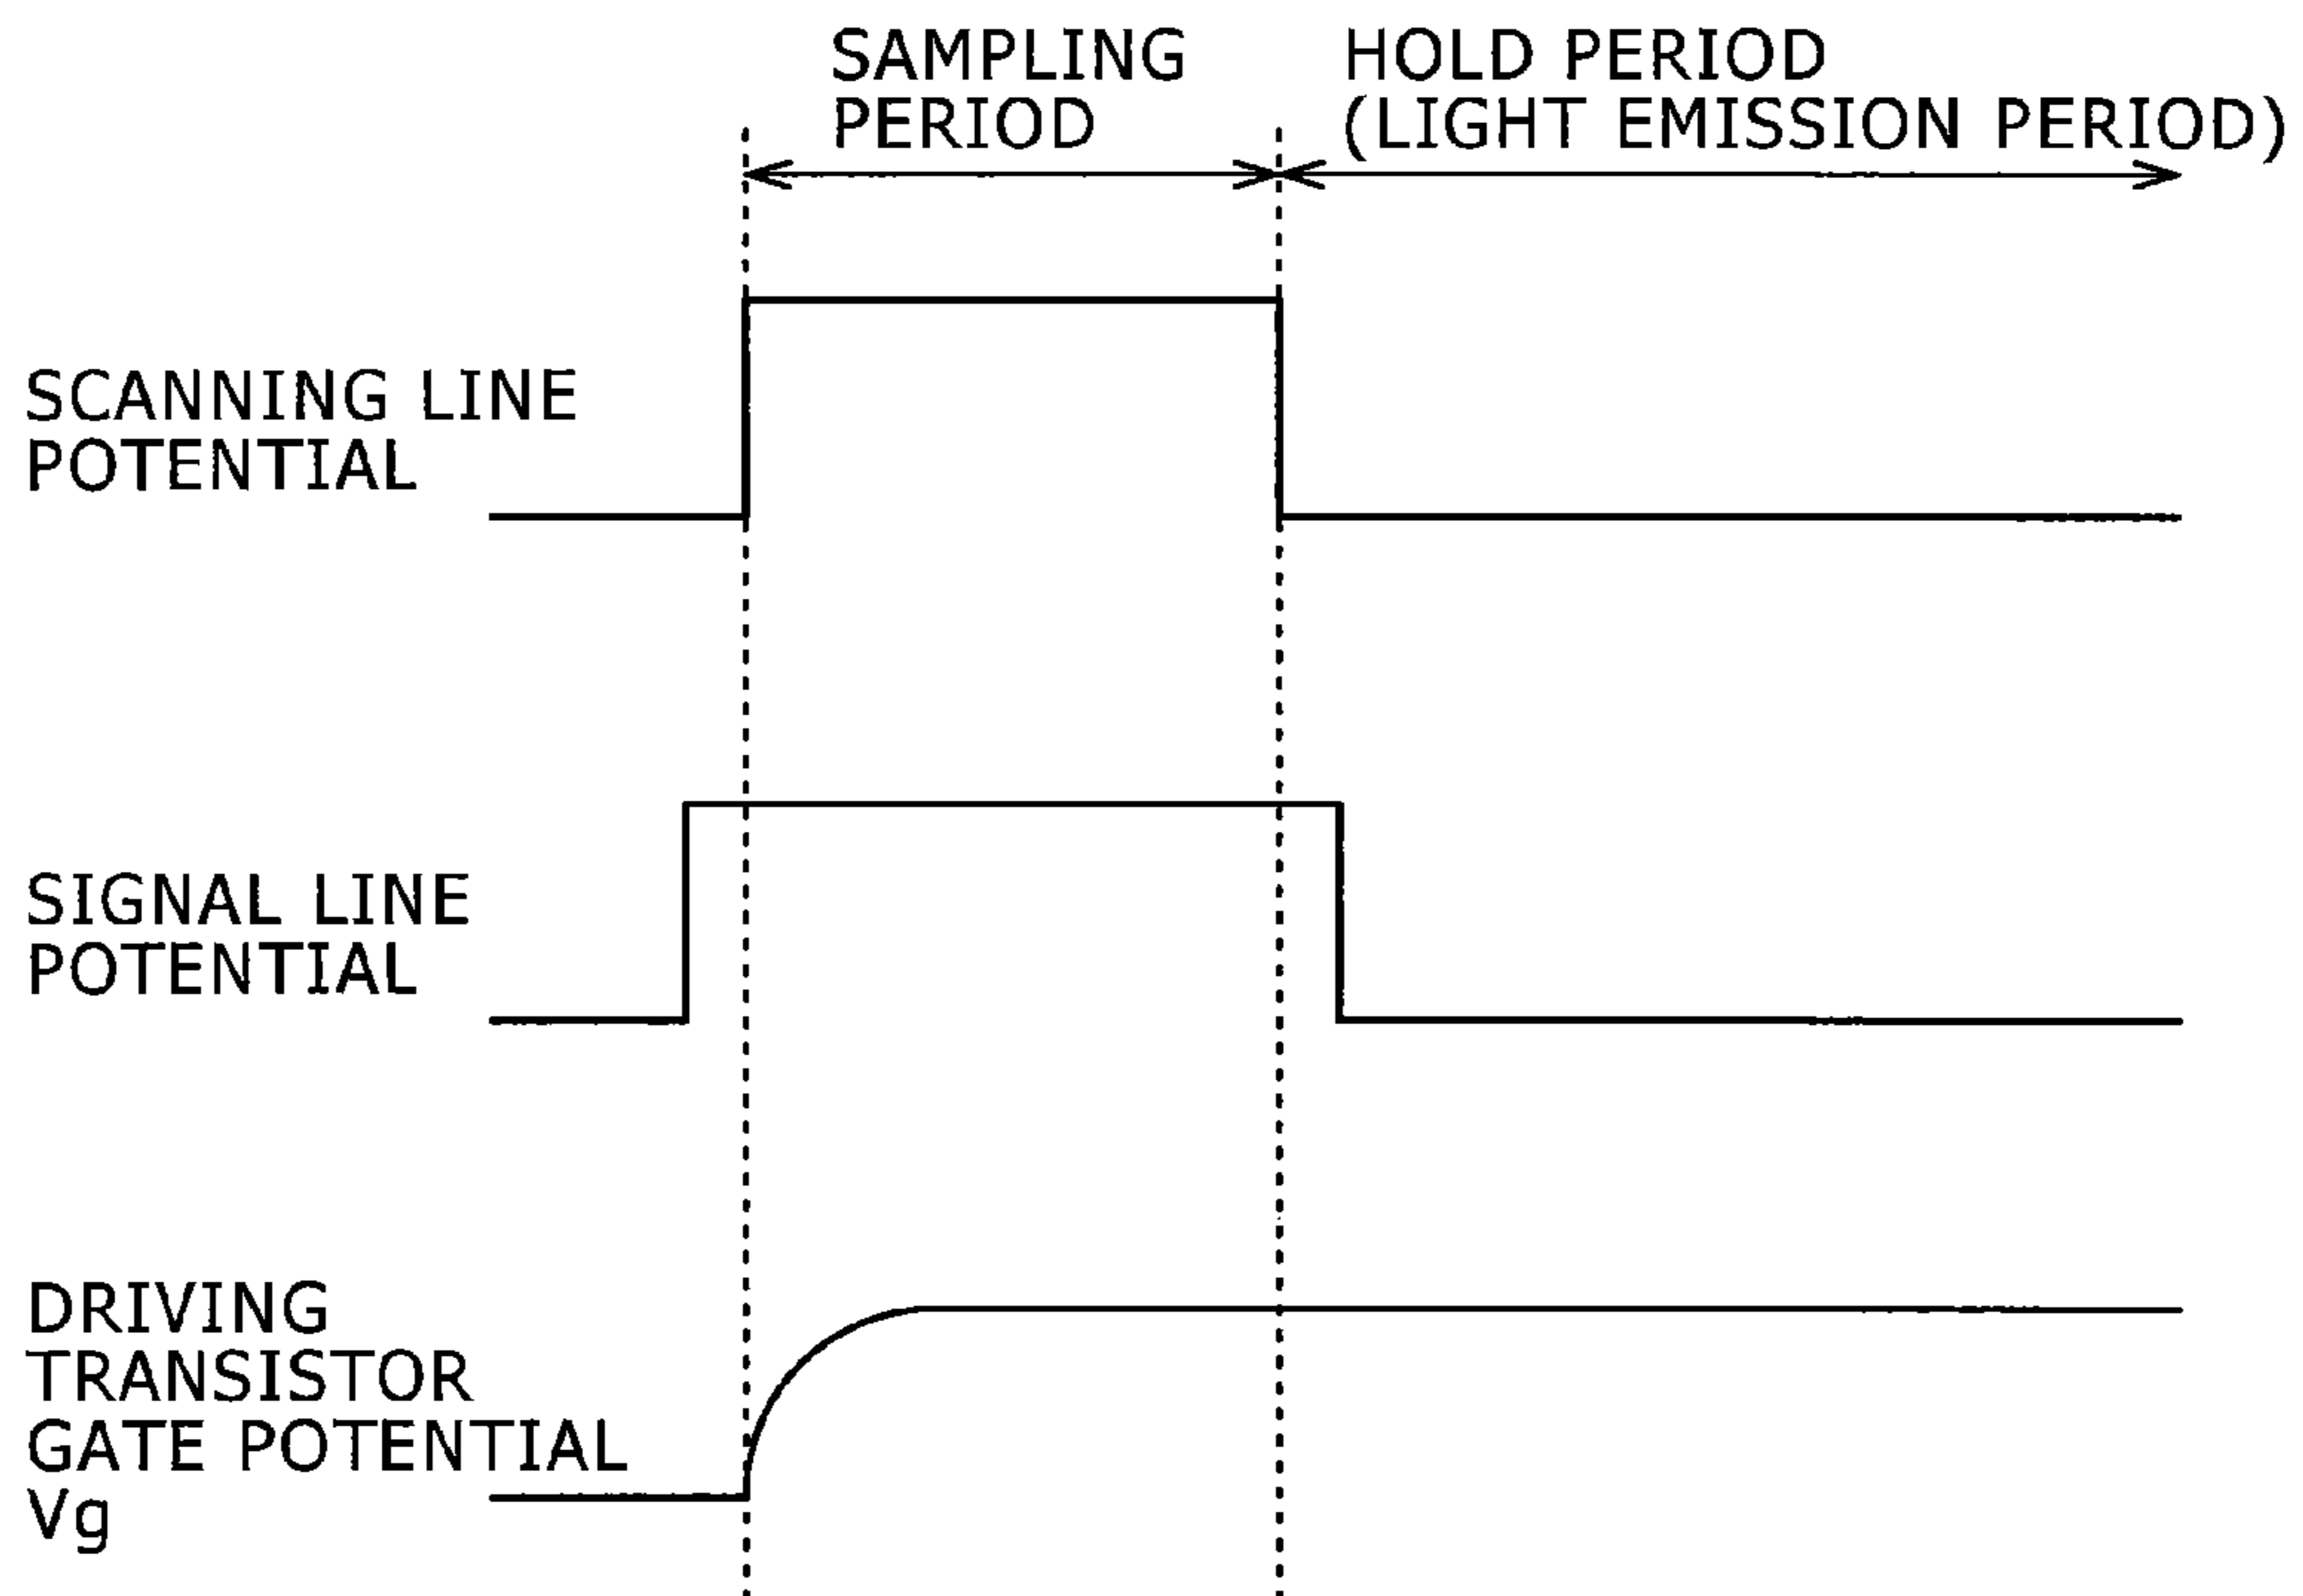 SAMPLING
PERIOD
HOLD PERIOD
(LIGHT EMISSION PERIOD)
SCANNING LINE
POTENTIAL
SIGNAL LINE
POTENTIAL
DRIVING
TRANSISTOR
GATE POTENTIAL
Vg